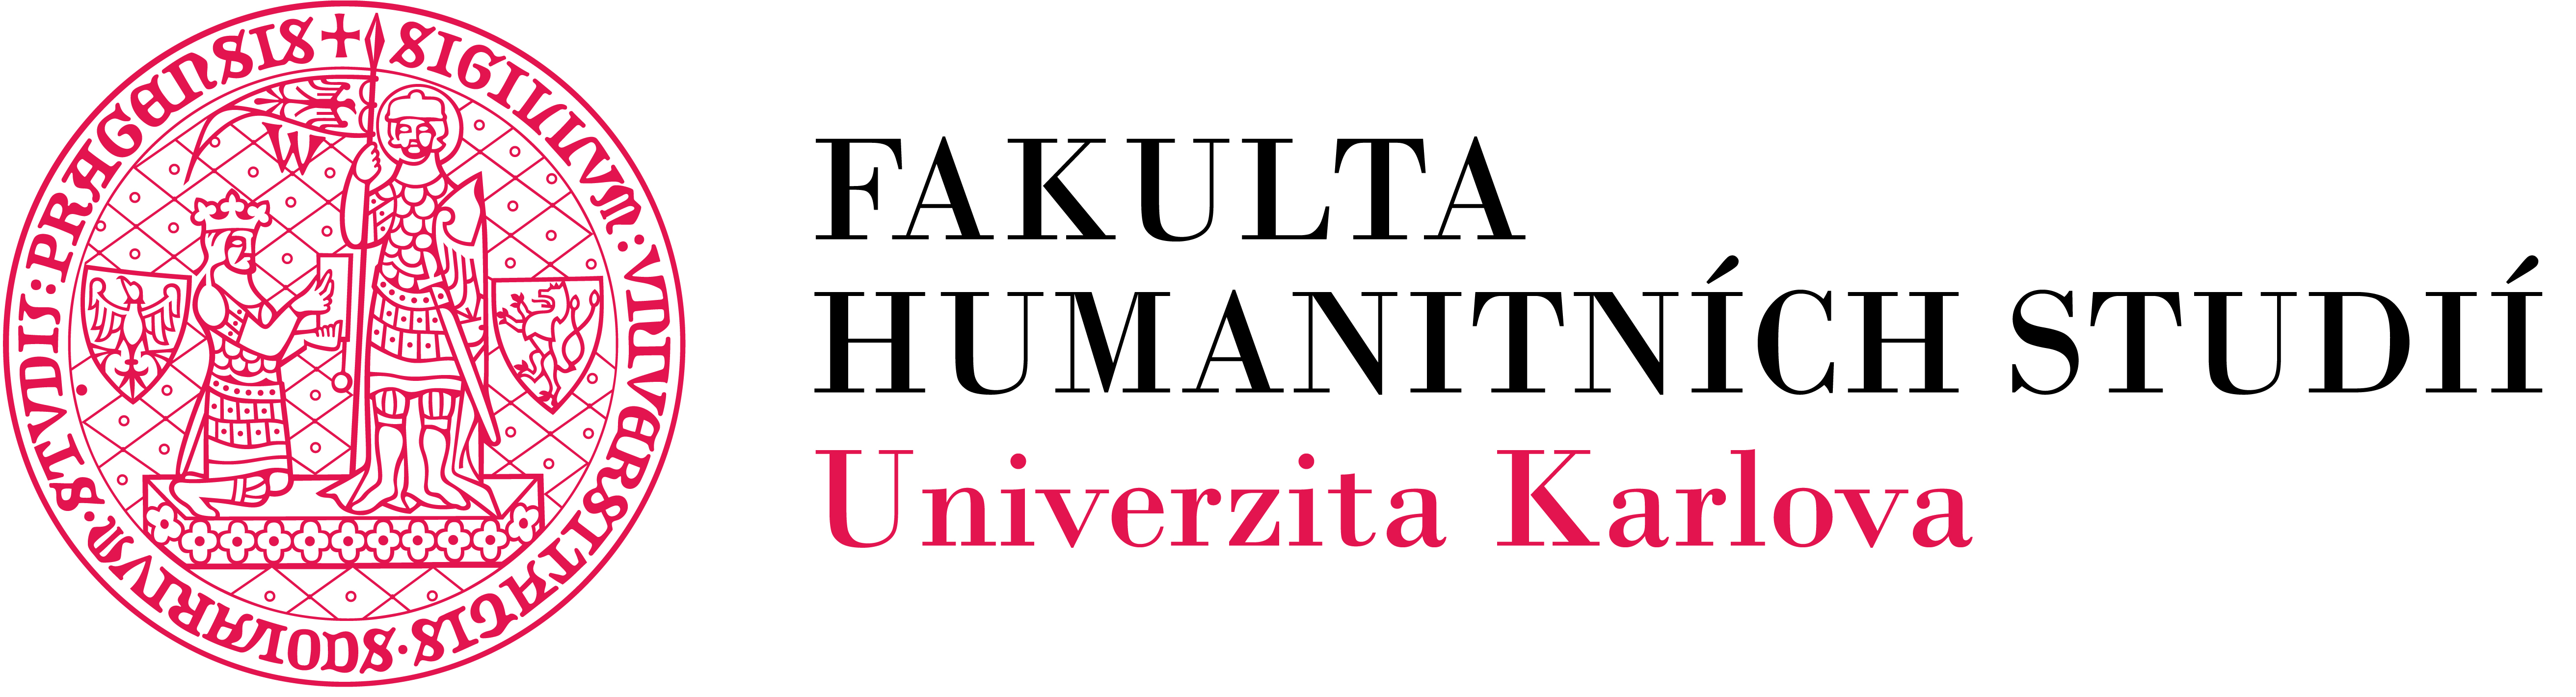 SIGILLVM : VNIVERSITATIS · SCOLARIVM · STVDII : PRAGENSIS
W
FAKULTA
HUMANITNÍCH STUDIÍ
Univerzita Karlova